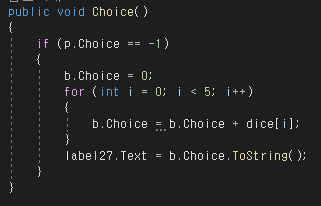 public void Choice()
{
if (p.Choice == -1)
{
b.Choice = 0;
for (int i = 0; i < 5; i++)
{
b.Choice = b.Choice + dice[i];
}
label27.Text = b.Choice.ToString();
}
}